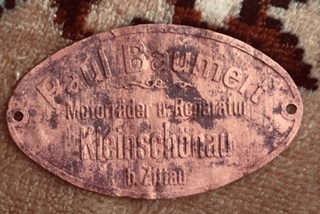 Paul Baumert
Motorräder u. Reparatur
Kleinschönau
b. Zittau